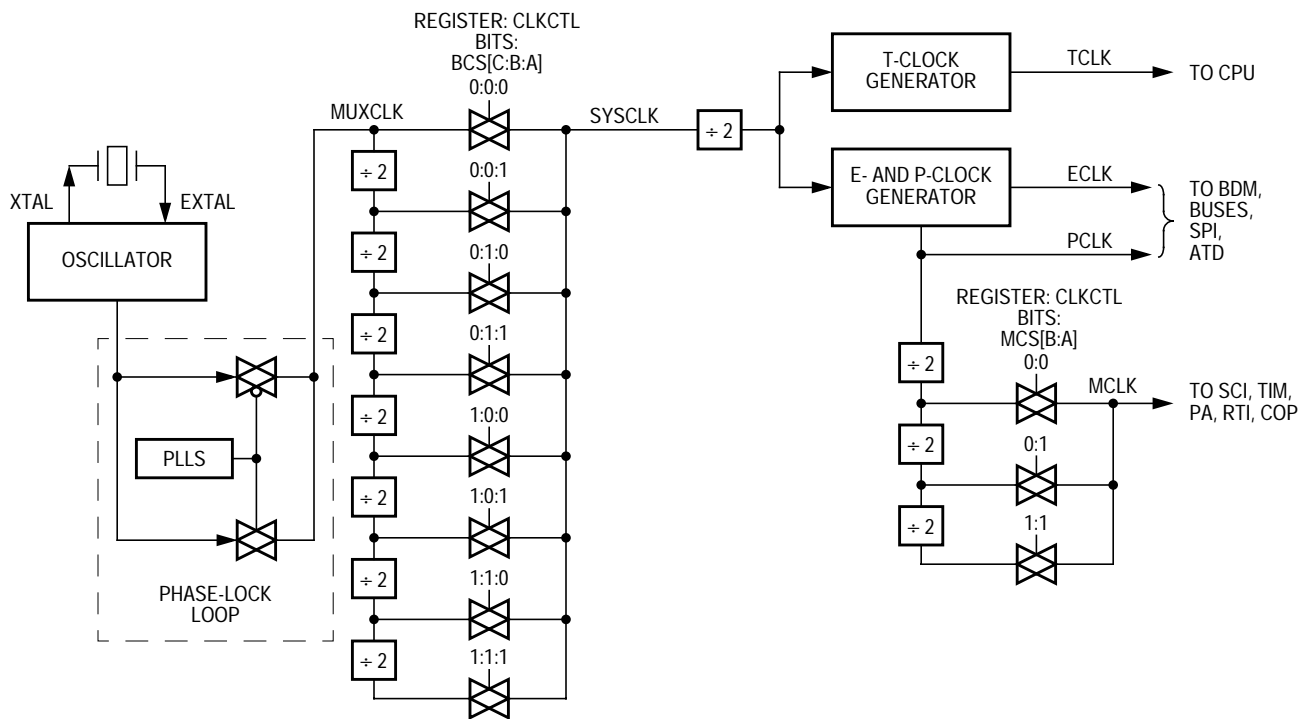 REGISTER: CLKCTL
BITS:
BCS[C:B:A]
0:0:0
MUXCLK
SYSCLK
÷ 2
T-CLOCK
GENERATOR
TCLK
TO CPU
÷ 2
0:0:1
E- AND P-CLOCK
GENERATOR
ECLK
TO BDM,
BUSES,
SPI,
ATD
PCLK
XTAL
EXTAL
OSCILLATOR
÷ 2
0:1:0
÷ 2
0:1:1
÷ 2
1:0:0
÷ 2
1:0:1
÷ 2
1:1:0
÷ 2
1:1:1
PLLS
PHASE-LOCK
LOOP
REGISTER: CLKCTL
BITS:
MCS[B:A]
÷ 2
0:0
MCLK
TO SCI, TIM,
PA, RTI, COP
÷ 2
0:1
÷ 2
1:1